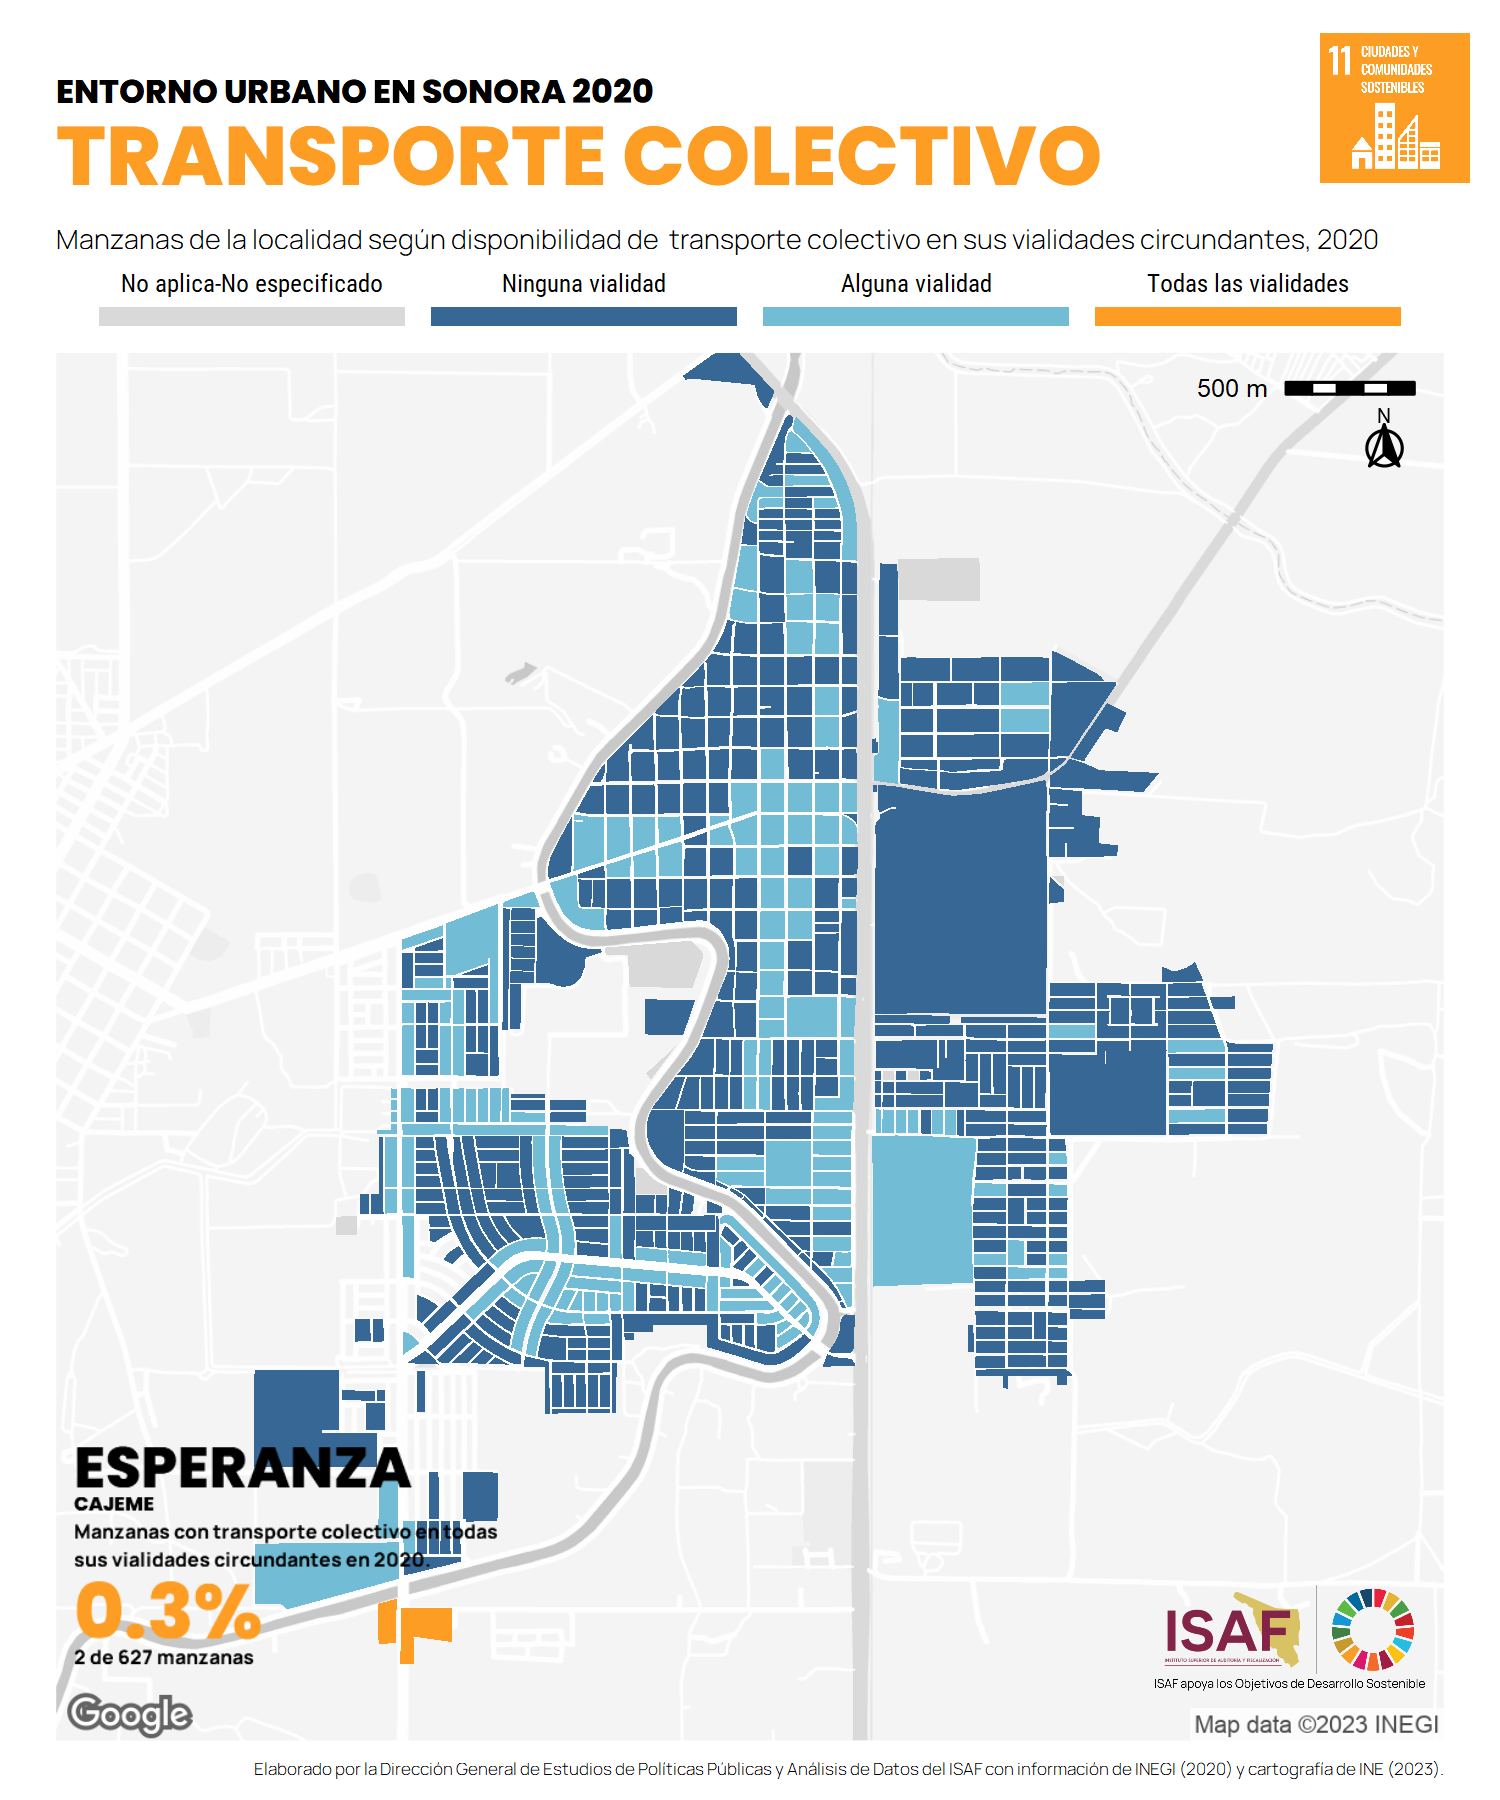 11 CIUDADES Y
COMUNIDADES
SOSTENIBLES
ENTORNO URBANO EN SONORA 2020
TRANSPORTE COLECTIVO
Manzanas de la localidad según disponibilidad de transporte colectivo en sus vialidades circundantes, 2020
No aplica-No especificado
Ninguna vialidad
Alguna vialidad
Todas las vialidades
500 m
N
ESPERANZA
CAJEME
Manzanas con transporte colectivo en todas
sus vialidades circundantes en 2020.
0.3%
2 de 627 manzanas
Google
ISAF
INSTITUTO SUPERIOR DE AUDITORÍA Y FISCALIZACIÓN
ISAF apoya los Objetivos de Desarrollo Sostenible
Map data ©2023 INEGI
Elaborado por la Dirección General de Estudios de Políticas Públicas y Análisis de Datos del ISAF con información de INEGI (2020) y cartografía de INE (2023).